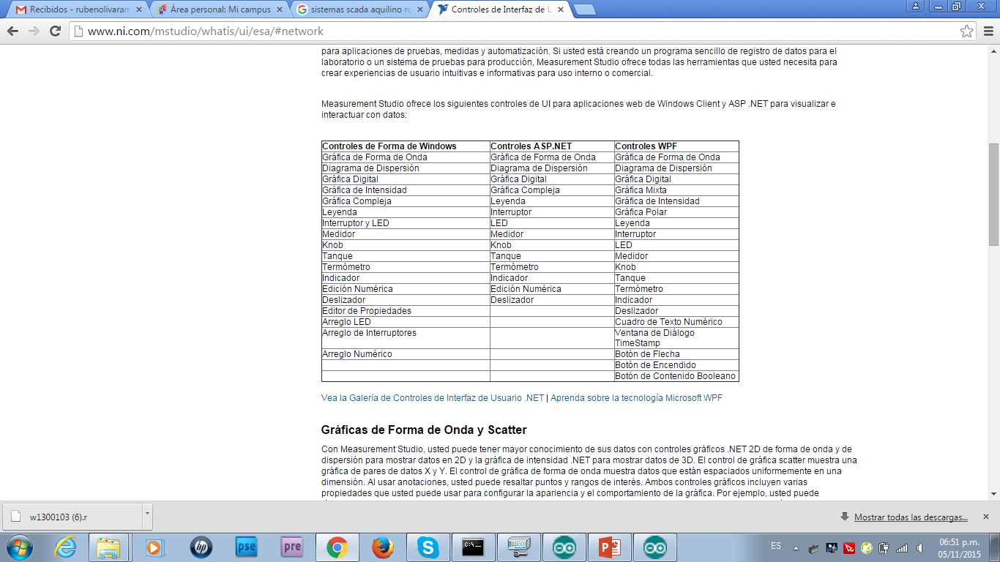 Recibidos - rubenolivaram
Área personal: Mi campus
sistemas scada aquilino ro
Controles de Interfaz de U
www.ni.com/mstudio/whatis/ui/esa/#network
para aplicaciones de pruebas, medidas y automatización. Si usted está creando un programa sencillo de registro de datos para el
laboratorio o un sistema de pruebas para producción, Measurement Studio ofrece todas las herramientas que usted necesita para
crear experiencias de usuario intuitivas e informativas para uso interno o comercial.
Measurement Studio ofrece los siguientes controles de UI para aplicaciones web de Windows Client y ASP .NET para visualizar e
interactuar con datos:
Controles de Forma de Windows Controles ASP.NET Controles WPF
Gráfica de Forma de Onda Gráfica de Forma de Onda Gráfica de Forma de Onda
Diagrama de Dispersión Diagrama de Dispersión Diagrama de Dispersión
Gráfica Digital Gráfica Digital Gráfica Digital
Gráfica de Intensidad Gráfica Compleja Gráfica Mixta
Gráfica Compleja Leyenda Gráfica de Intensidad
Leyenda Interruptor Gráfica Polar
Interruptor y LED LED Leyenda
Medidor Medidor Interruptor
Knob Knob LED
Tanque Tanque Medidor
Termómetro Termómetro Knob
Indicador Indicador Tanque
Edición Numérica Edición Numérica Termómetro
Deslizador Deslizador Indicador
Editor de Propiedades Deslizador
Arreglo LED Cuadro de Texto Numérico
Arreglo de Interruptores Ventana de Diálogo
TimeStamp
Arreglo Numérico Botón de Flecha
Botón de Encendido
Botón de Contenido Booleano
Vea la Galería de Controles de Interfaz de Usuario .NET | Aprenda sobre la tecnología Microsoft WPF
Gráficas de Forma de Onda y Scatter
Con Measurement Studio, usted puede tener mayor conocimiento de sus datos con controles gráficos .NET 2D de forma de onda y de
dispersión para mostrar datos en 2D y la gráfica de intensidad .NET para mostrar datos de 3D. El control de gráfica scatter muestra una
gráfica de pares de datos X y Y. El control de gráfica de forma de onda muestra datos que están espaciados uniformemente en una
dimensión. Al usar anotaciones, usted puede resaltar puntos y rangos de interés. Ambos controles gráficos incluyen varias
propiedades que usted puede usar para configurar la apariencia y el comportamiento de la gráfica. Por ejemplo, usted puede
w1300103 (6).r
Mostrar todas las descargas...
hp
pse
pre
C:\
ES
06:51 p.m.
05/11/2015